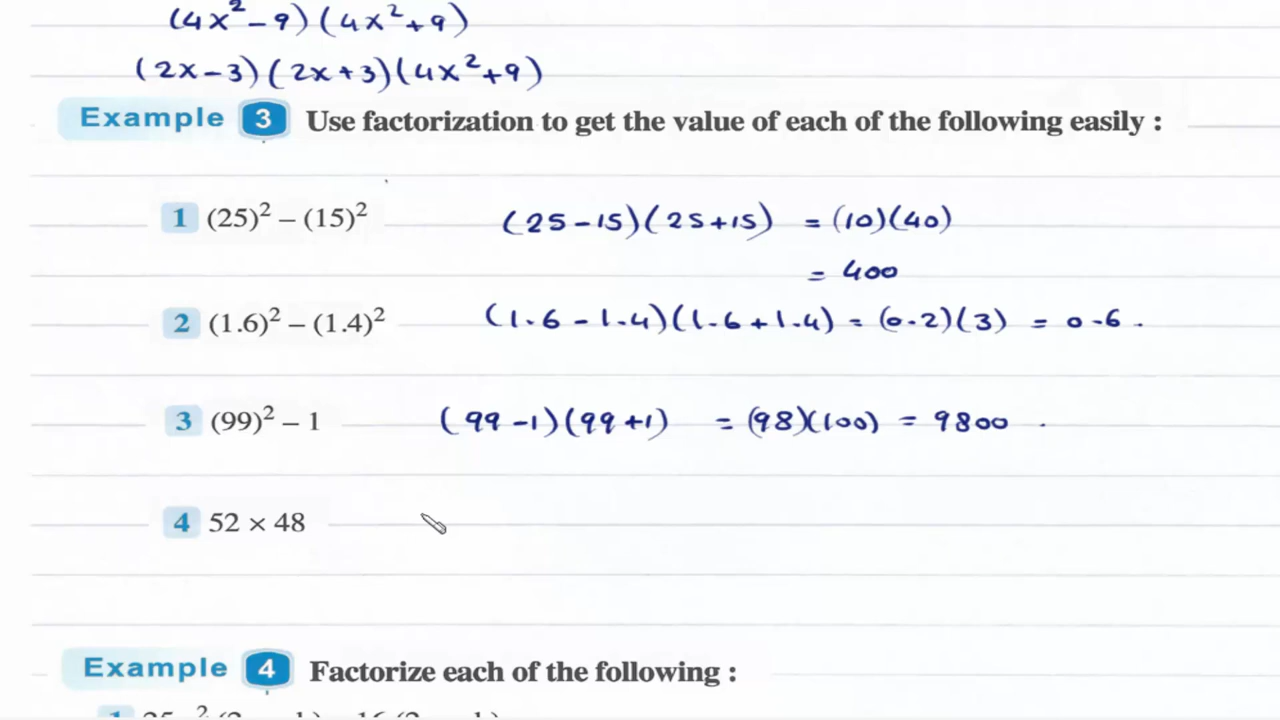 (4x² – 9)(4x² + 9)
(2x – 3)(2x + 3)(4x² + 9)
Example 3 Use factorization to get the value of each of the following easily :
1 (25)² – (15)² (25 – 15)(25 + 15) = (10)(40)
= 400
2 (1.6)² – (1.4)² (1.6 – 1.4)(1.6 + 1.4) = (0.2)(3) = 0.6.
3 (99)² – 1 (99 – 1)(99 + 1) = (98)(100) = 9800.
4 52 × 48
Example 4 Factorize each of the following :